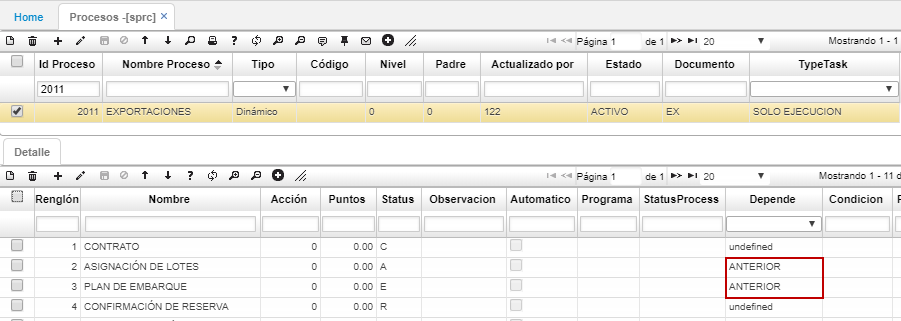 Home Procesos -[sprc] ×
Página 1 de 1 20 Mostrando 1 - 1
Id Proceso Nombre Proceso Tipo Código Nivel Padre Actualizado por Estado Documento TypeTask
2011
2011 EXPORTACIONES Dinámico 0 0 122 ACTIVO EX SOLO EJECUCION
Detalle
Página 1 de 1 20 Mostrando 1 - 11 d
Renglón Nombre Acción Puntos Status Observacion Automatico Programa StatusProcess Depende Condicion
1 CONTRATO 0 0.00 C undefined
2 ASIGNACIÓN DE LOTES 0 0.00 A ANTERIOR
3 PLAN DE EMBARQUE 0 0.00 E ANTERIOR
4 CONFIRMACIÓN DE RESERVA 0 0.00 R undefined